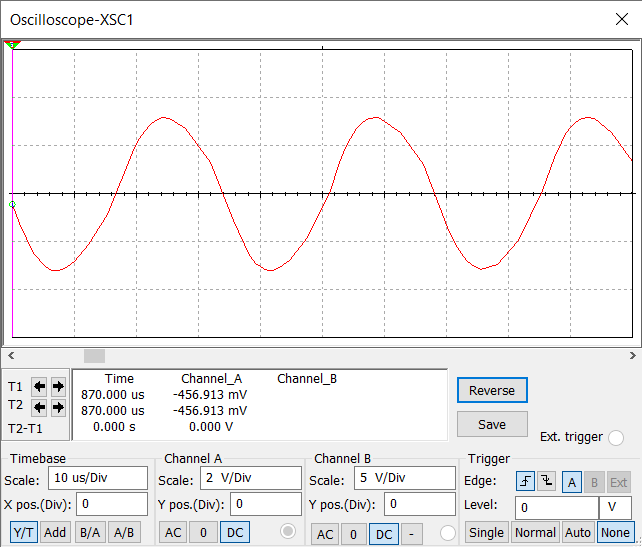 Oscilloscope-XSC1
T1
T2
T2-T1
Time Channel_A Channel_B
870.000 us -456.913 mV
870.000 us -456.913 mV
0.000 s 0.000 V
Reverse
Save
Ext. trigger
Timebase
Scale: 10 us/Div
X pos.(Div): 0
Y/T Add B/A A/B
Channel A
Scale: 2 V/Div
Y pos.(Div): 0
AC 0 DC
Channel B
Scale: 5 V/Div
Y pos.(Div): 0
AC 0 DC -
Trigger
Edge: A B Ext
Level: 0 V
Single Normal Auto None